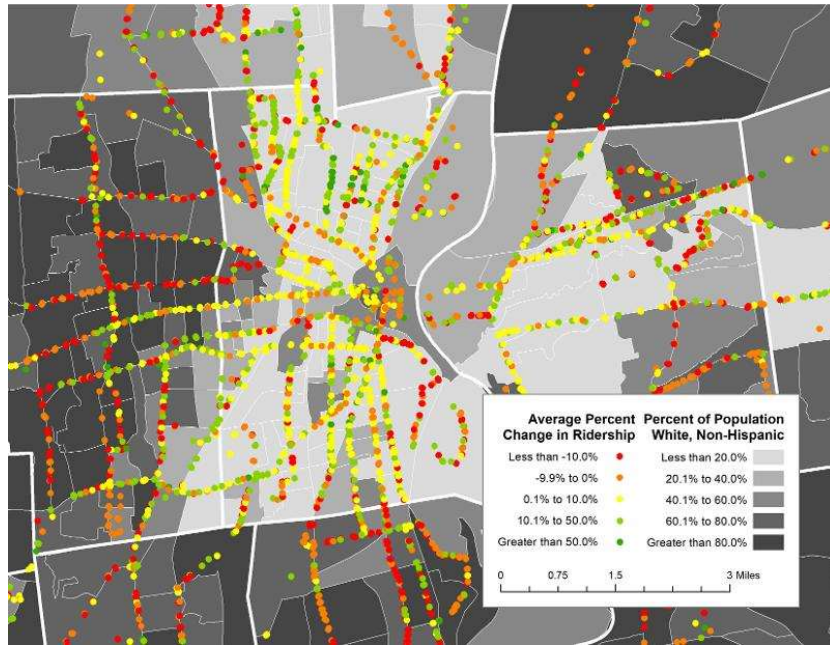 Average Percent Change in Ridership
Less than -10.0%
-9.9% to 0%
0.1% to 10.0%
10.1% to 50.0%
Greater than 50.0%
Percent of Population White, Non-Hispanic
Less than 20.0%
20.1% to 40.0%
40.1% to 60.0%
60.1% to 80.0%
Greater than 80.0%
0 0.75 1.5 3 Miles